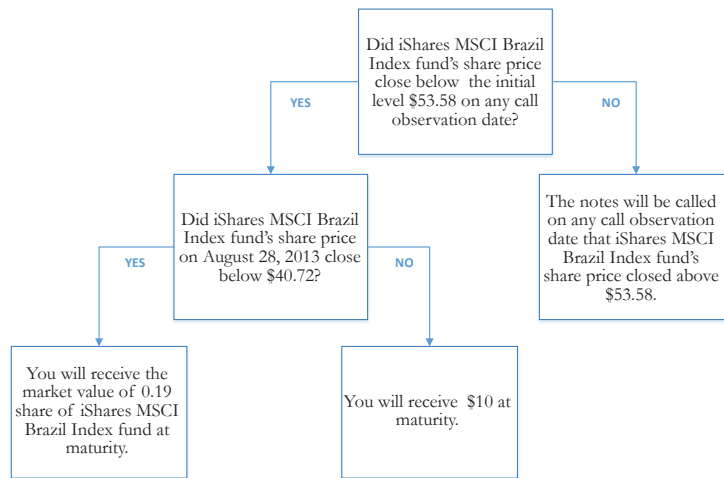 Did iShares MSCI Brazil
Index fund's share price
close below the initial
level $53.58 on any call
observation date?
YES
NO
Did iShares MSCI Brazil
Index fund's share price
on August 28, 2013 close
below $40.72?
The notes will be called
on any call observation
date that iShares MSCI
Brazil Index fund's
share price closed above
$53.58.
YES
NO
You will receive the
market value of 0.19
share of iShares MSCI
Brazil Index fund at
maturity.
You will receive $10 at
maturity.